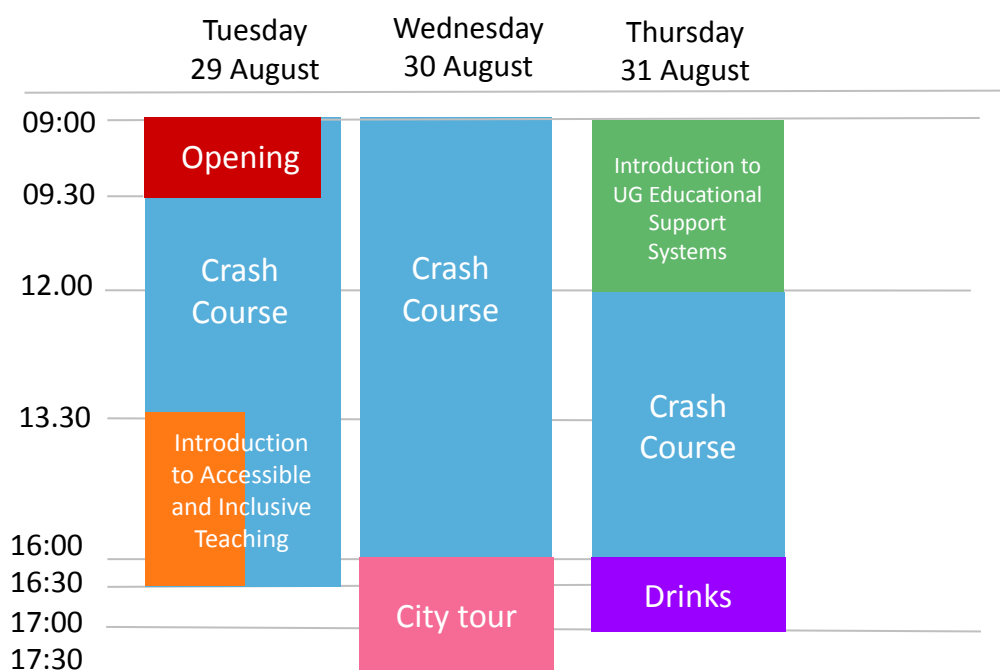 Tuesday
29 August
Wednesday
30 August
Thursday
31 August
09:00
Opening
Introduction to
UG Educational
Support
Systems
09.30
Crash
Course
Crash
Course
12.00
Crash
Course
13.30
Introduction
to Accessible
and Inclusive
Teaching
16:00
16:30
City tour
Drinks
17:00
17:30